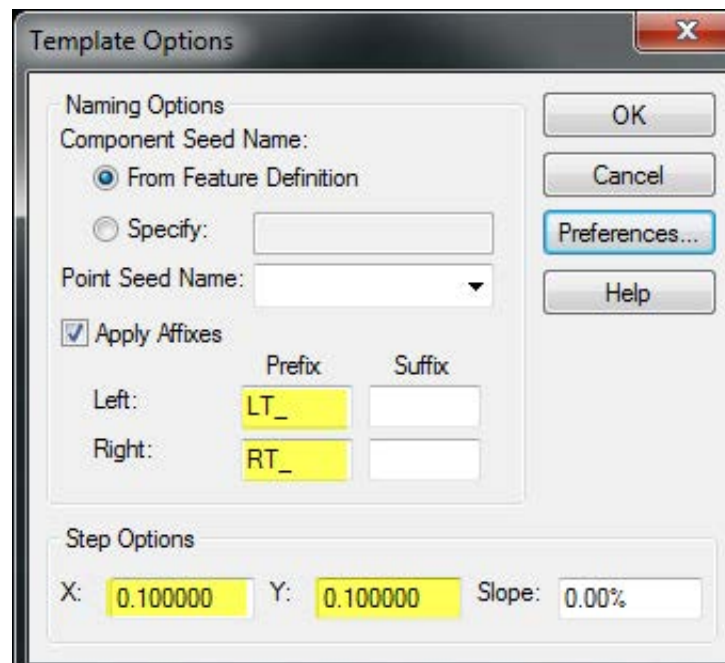 Template Options
X
Naming Options
Component Seed Name:
From Feature Definition
Specify:
Point Seed Name:
Apply Affixes
Prefix Suffix
Left: LT_
Right: RT_
OK
Cancel
Preferences...
Help
Step Options
X: 0.100000 Y: 0.100000 Slope: 0.00%